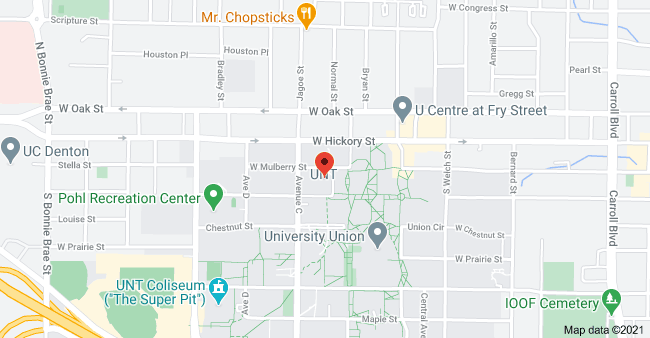 Scripture St
Mr. Chopsticks
W Congress St
N Bonnie Brae St
Houston Pl
Houston Pl
Bradley St
Jagoe St
Normal St
Bryan St
Amarillo St
Pearl St
Gregg St
Carroll Blvd
W Oak St
W Oak St
U Centre at Fry Street
W Hickory St
UC Denton
Stella St
W Mulberry St
UNT
Ave D
Avenue C
S Welch St
Bernard St
Pohl Recreation Center
S Bonnie Brae St
Louise St
Chestnut St
Union Cir
W Chestnut St
Carroll Blvd
W Prairie St
University Union
W Prairie St
UNT Coliseum
("The Super Pit")
Ave D
Central Ave
IOOF Cemetery
Maple St
Map data ©2021